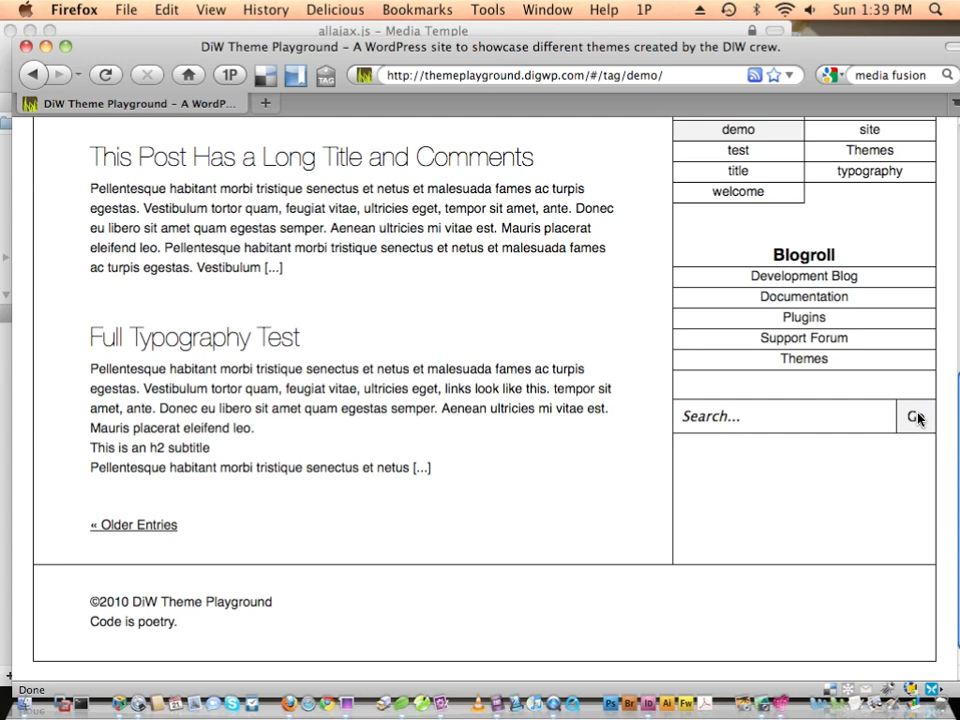 Firefox File Edit View History Delicious Bookmarks Tools Window Help 1P Sun 1:39 PM
allajax.js – Media Temple
DiW Theme Playground – A WordPress site to showcase different themes created by the DIW crew.
1P TAG http://themeplayground.digwp.com/#/tag/demo/ media fusion
DiW Theme Playground – A WordP...
demo site
test Themes
title typography
welcome
This Post Has a Long Title and Comments
Pellentesque habitant morbi tristique senectus et netus et malesuada fames ac turpis
egestas. Vestibulum tortor quam, feugiat vitae, ultricies eget, tempor sit amet, ante. Donec
eu libero sit amet quam egestas semper. Aenean ultricies mi vitae est. Mauris placerat
eleifend leo. Pellentesque habitant morbi tristique senectus et netus et malesuada fames
ac turpis egestas. Vestibulum [...]
Blogroll
Development Blog
Documentation
Plugins
Support Forum
Themes
Full Typography Test
Pellentesque habitant morbi tristique senectus et netus et malesuada fames ac turpis
egestas. Vestibulum tortor quam, feugiat vitae, ultricies eget, links look like this. tempor sit
amet, ante. Donec eu libero sit amet quam egestas semper. Aenean ultricies mi vitae est.
Mauris placerat eleifend leo.
This is an h2 subtitle
Pellentesque habitant morbi tristique senectus et netus [...]
Search...
« Older Entries
©2010 DiW Theme Playground
Code is poetry.
Done
Ps Br Id Ai Fw